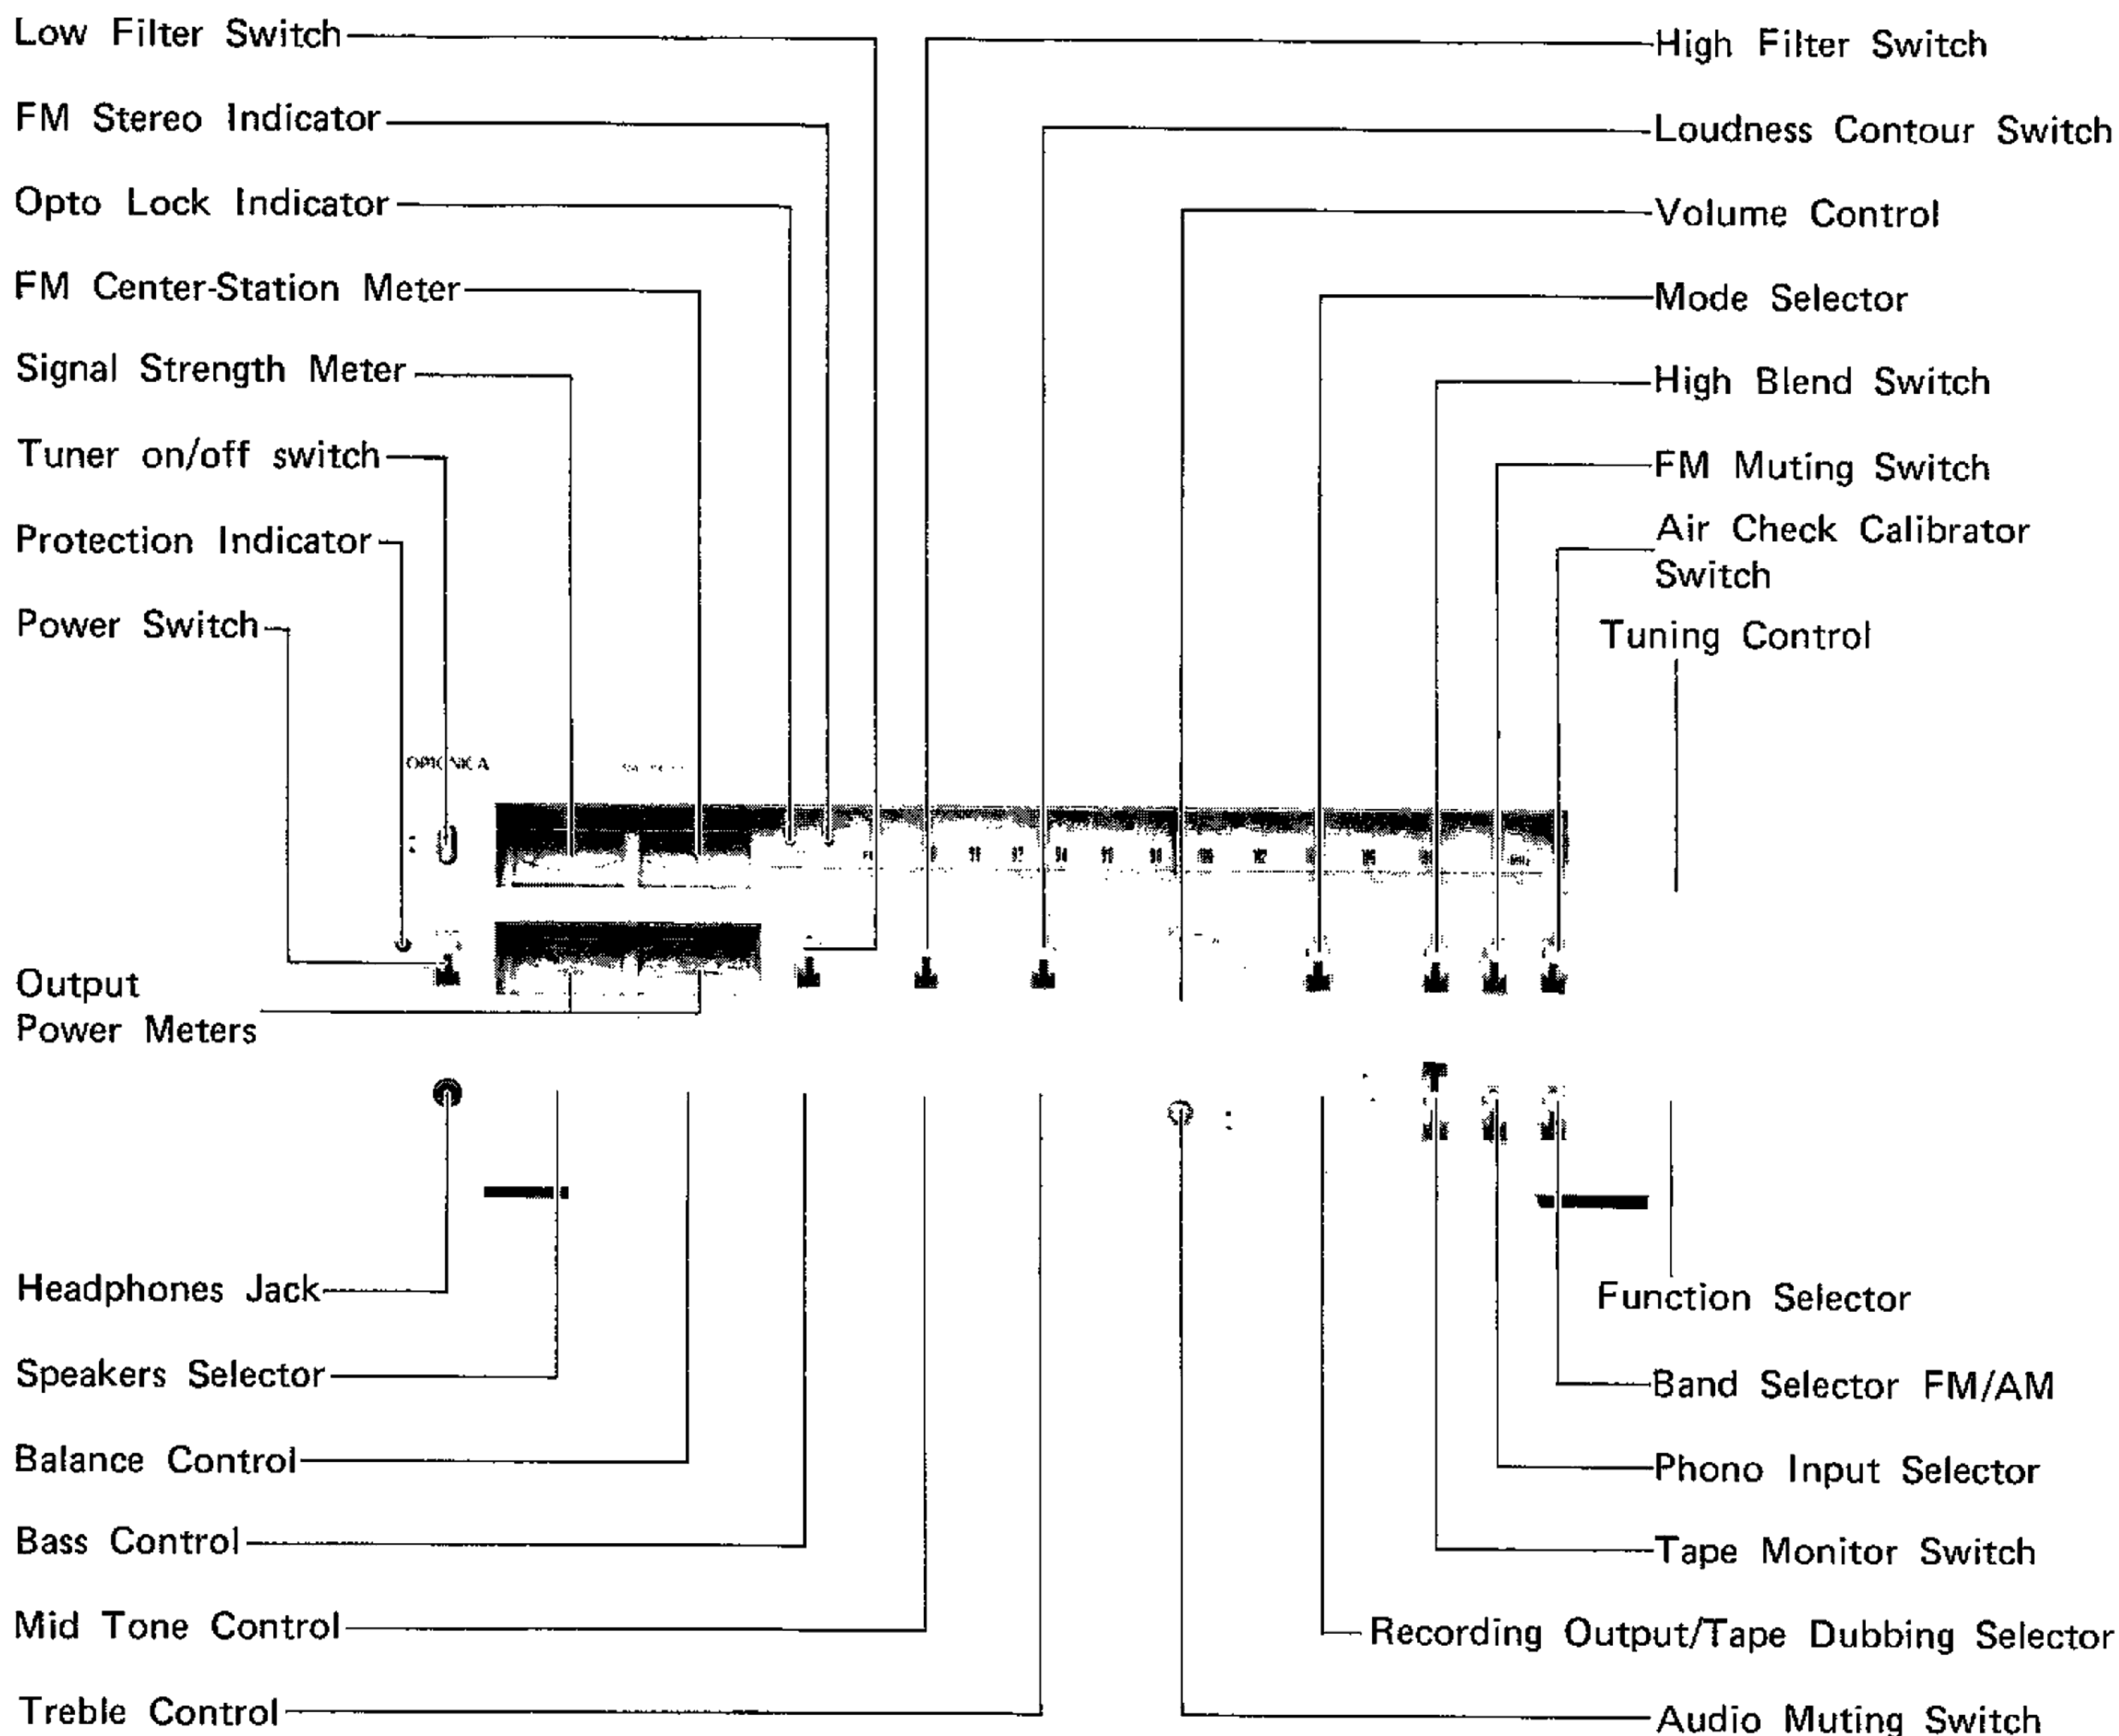 Low Filter Switch
FM Stereo Indicator
Opto Lock Indicator
FM Center-Station Meter
Signal Strength Meter
Tuner on/off switch
Protection Indicator
Power Switch
Output
Power Meters
Headphones Jack
Speakers Selector
Balance Control
Bass Control
Mid Tone Control
Treble Control
High Filter Switch
Loudness Contour Switch
Volume Control
Mode Selector
High Blend Switch
FM Muting Switch
Air Check Calibrator
Switch
Tuning Control
Function Selector
Band Selector FM/AM
Phono Input Selector
Tape Monitor Switch
Recording Output/Tape Dubbing Selector
Audio Muting Switch